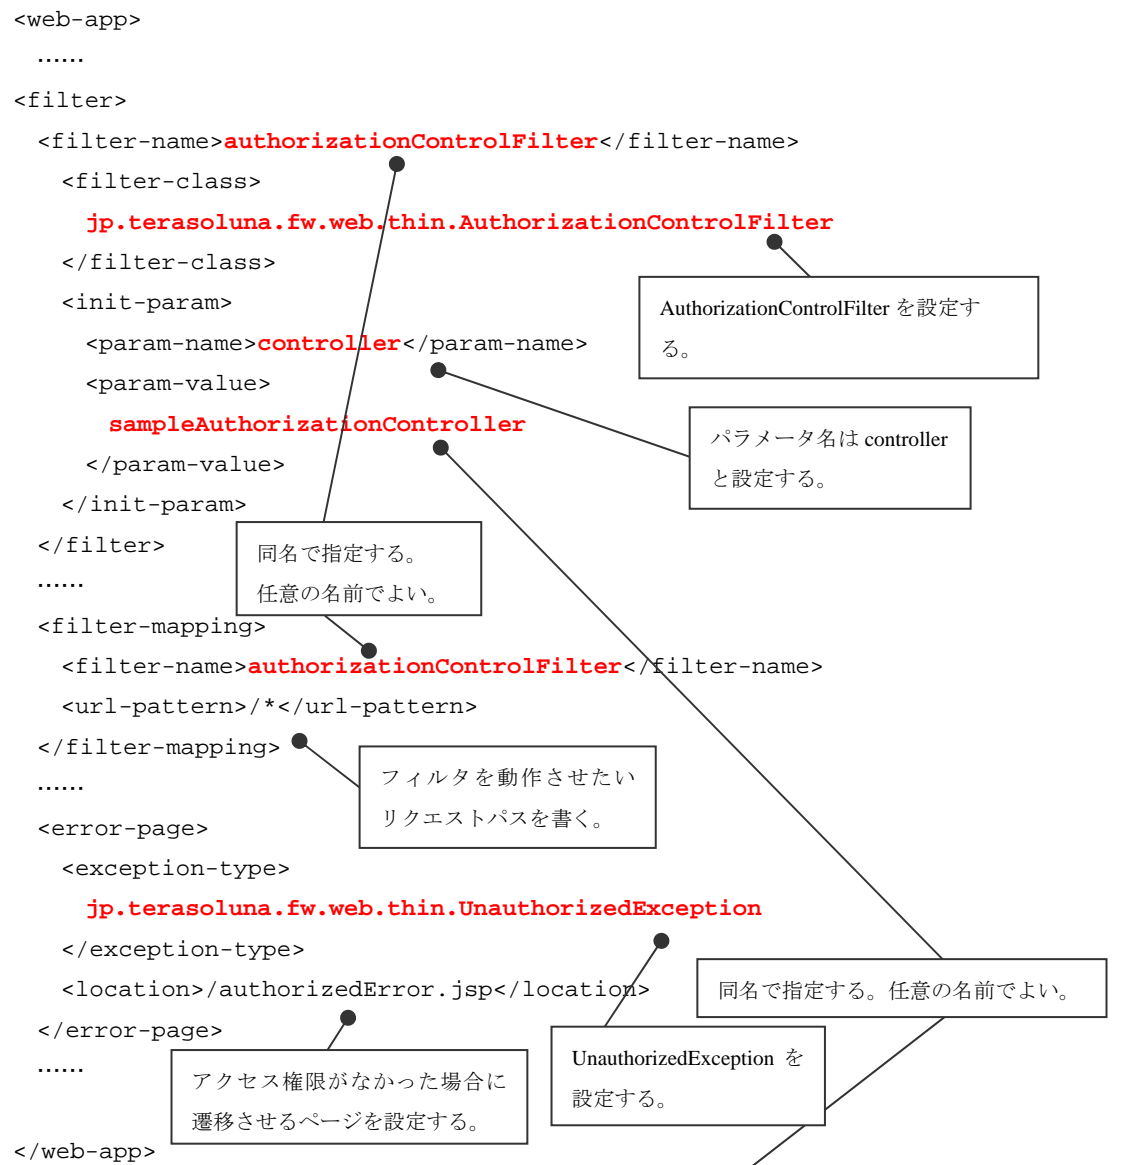 <web-app>
……
<filter>
<filter-name>authorizationControlFilter</filter-name>
<filter-class>
jp.terasoluna.fw.web.thin.AuthorizationControlFilter
</filter-class>
AuthorizationControlFilter を設定す
る。
<init-param>
<param-name>controller</param-name>
<param-value>
sampleAuthorizationController
パラメータ名は controller
と設定する。
</param-value>
</init-param>
</filter>
同名で指定する。
任意の名前でよい。
……
<filter-mapping>
<filter-name>authorizationControlFilter</filter-name>
<url-pattern>/*</url-pattern>
</filter-mapping>
フィルタを動作させたい
リクエストパスを書く。
……
<error-page>
<exception-type>
jp.terasoluna.fw.web.thin.UnauthorizedException
</exception-type>
<location>/authorizedError.jsp</location>
同名で指定する。任意の名前でよい。
</error-page>
UnauthorizedException を
設定する。
……
アクセス権限がなかった場合に
遷移させるページを設定する。
</web-app>